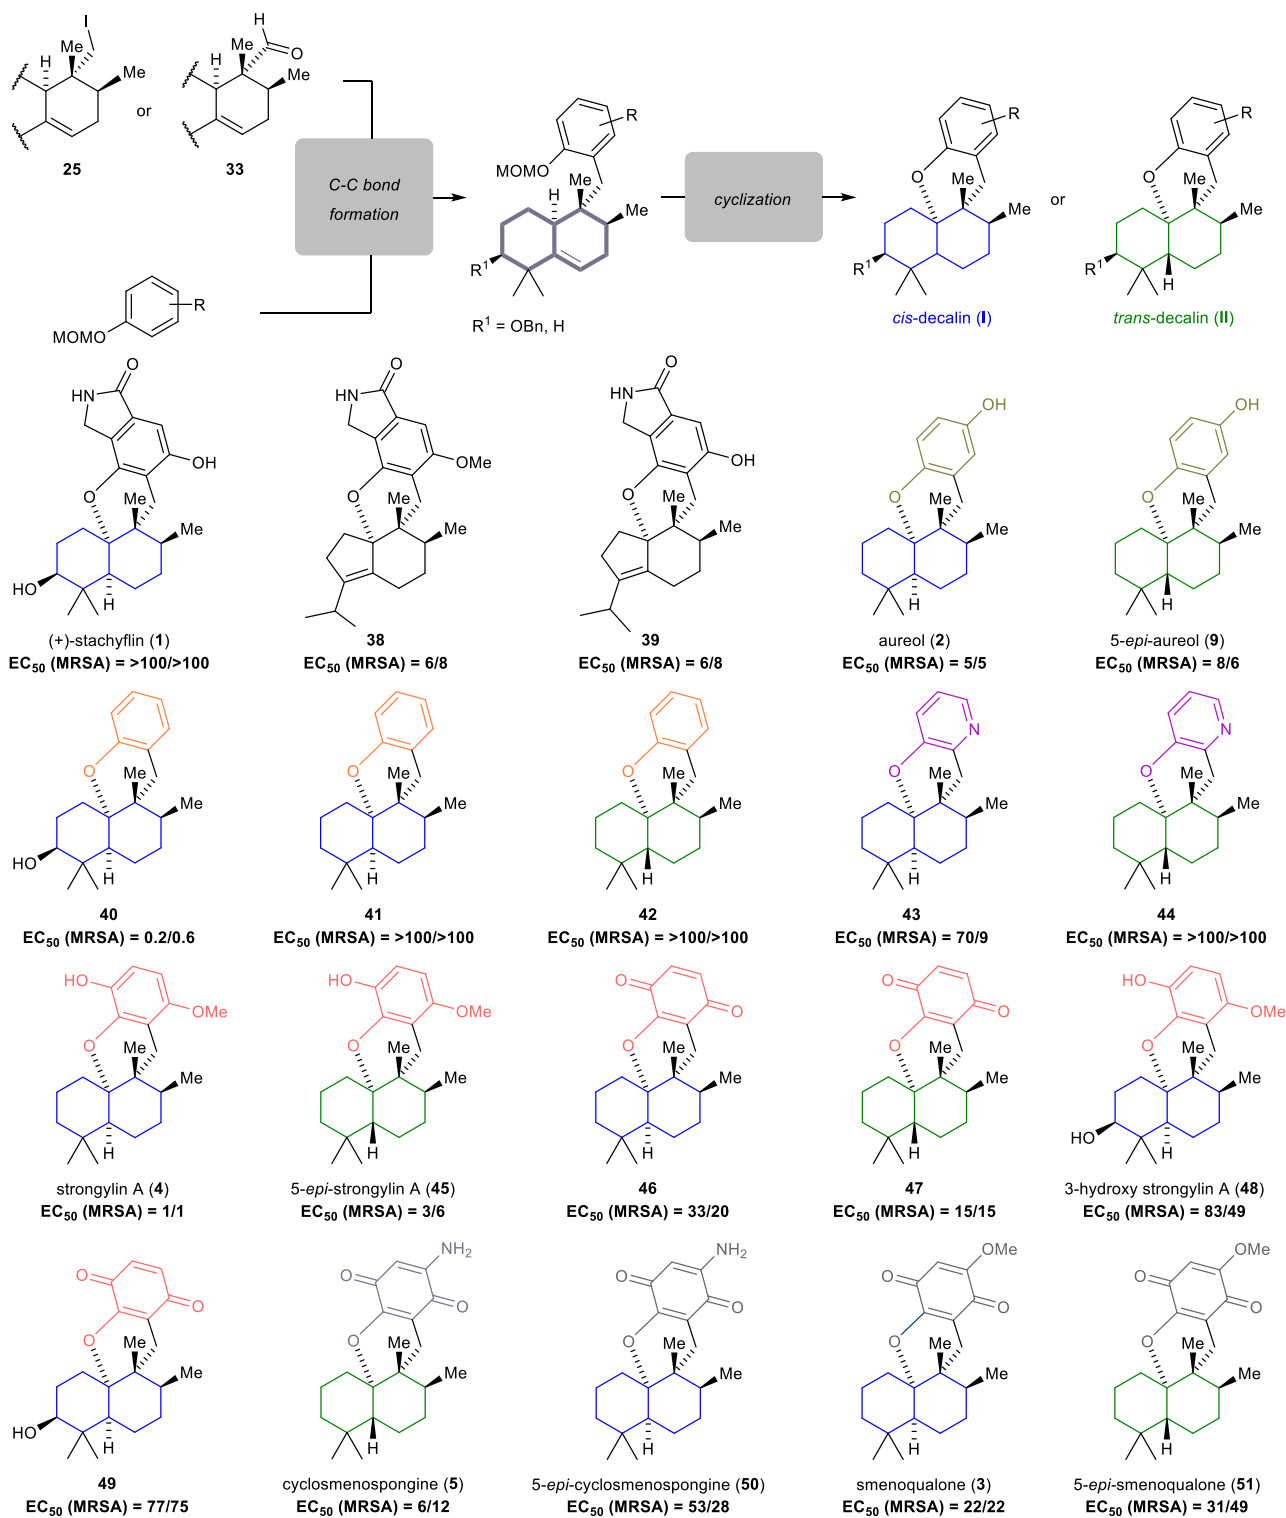 I
Me
H
Me
25
or
H
O
Me
H
Me
33
C-C bond
formation
MOMO
R
R
MOMO
Me
H
Me
R¹
R¹ = OBn, H
cyclization
R
O
Me
Me
R¹
cis-decalin (I)
or
R
O
Me
Me
R¹
H
trans-decalin (II)
O
HN
OH
O
Me
Me
HO
H
(+)-stachyflin (1)
EC₅₀ (MRSA) = >100/>100
O
HN
OMe
O
Me
Me
38
EC₅₀ (MRSA) = 6/8
O
HN
OH
O
Me
Me
39
EC₅₀ (MRSA) = 6/8
OH
O
Me
Me
H
aureol (2)
EC₅₀ (MRSA) = 5/5
OH
O
Me
Me
H
5-epi-aureol (9)
EC₅₀ (MRSA) = 8/6
O
Me
Me
HO
H
40
EC₅₀ (MRSA) = 0.2/0.6
O
Me
Me
H
41
EC₅₀ (MRSA) = >100/>100
O
Me
Me
H
42
EC₅₀ (MRSA) = >100/>100
N
O
Me
Me
H
43
EC₅₀ (MRSA) = 70/9
N
O
Me
Me
H
44
EC₅₀ (MRSA) = >100/>100
HO
OMe
O
Me
Me
H
strongylin A (4)
EC₅₀ (MRSA) = 1/1
HO
OMe
O
Me
Me
H
5-epi-strongylin A (45)
EC₅₀ (MRSA) = 3/6
O
O
O
Me
Me
H
46
EC₅₀ (MRSA) = 33/20
O
O
O
Me
Me
H
47
EC₅₀ (MRSA) = 15/15
HO
OMe
O
Me
Me
HO
H
3-hydroxy strongylin A (48)
EC₅₀ (MRSA) = 83/49
O
O
O
Me
Me
HO
H
49
EC₅₀ (MRSA) = 77/75
NH₂
O
O
O
Me
Me
H
cyclosmenospongine (5)
EC₅₀ (MRSA) = 6/12
NH₂
O
O
O
Me
Me
H
5-epi-cyclosmenospongine (50)
EC₅₀ (MRSA) = 53/28
OMe
O
O
O
Me
Me
H
smenoqualone (3)
EC₅₀ (MRSA) = 22/22
OMe
O
O
O
Me
Me
H
5-epi-smenoqualone (51)
EC₅₀ (MRSA) = 31/49